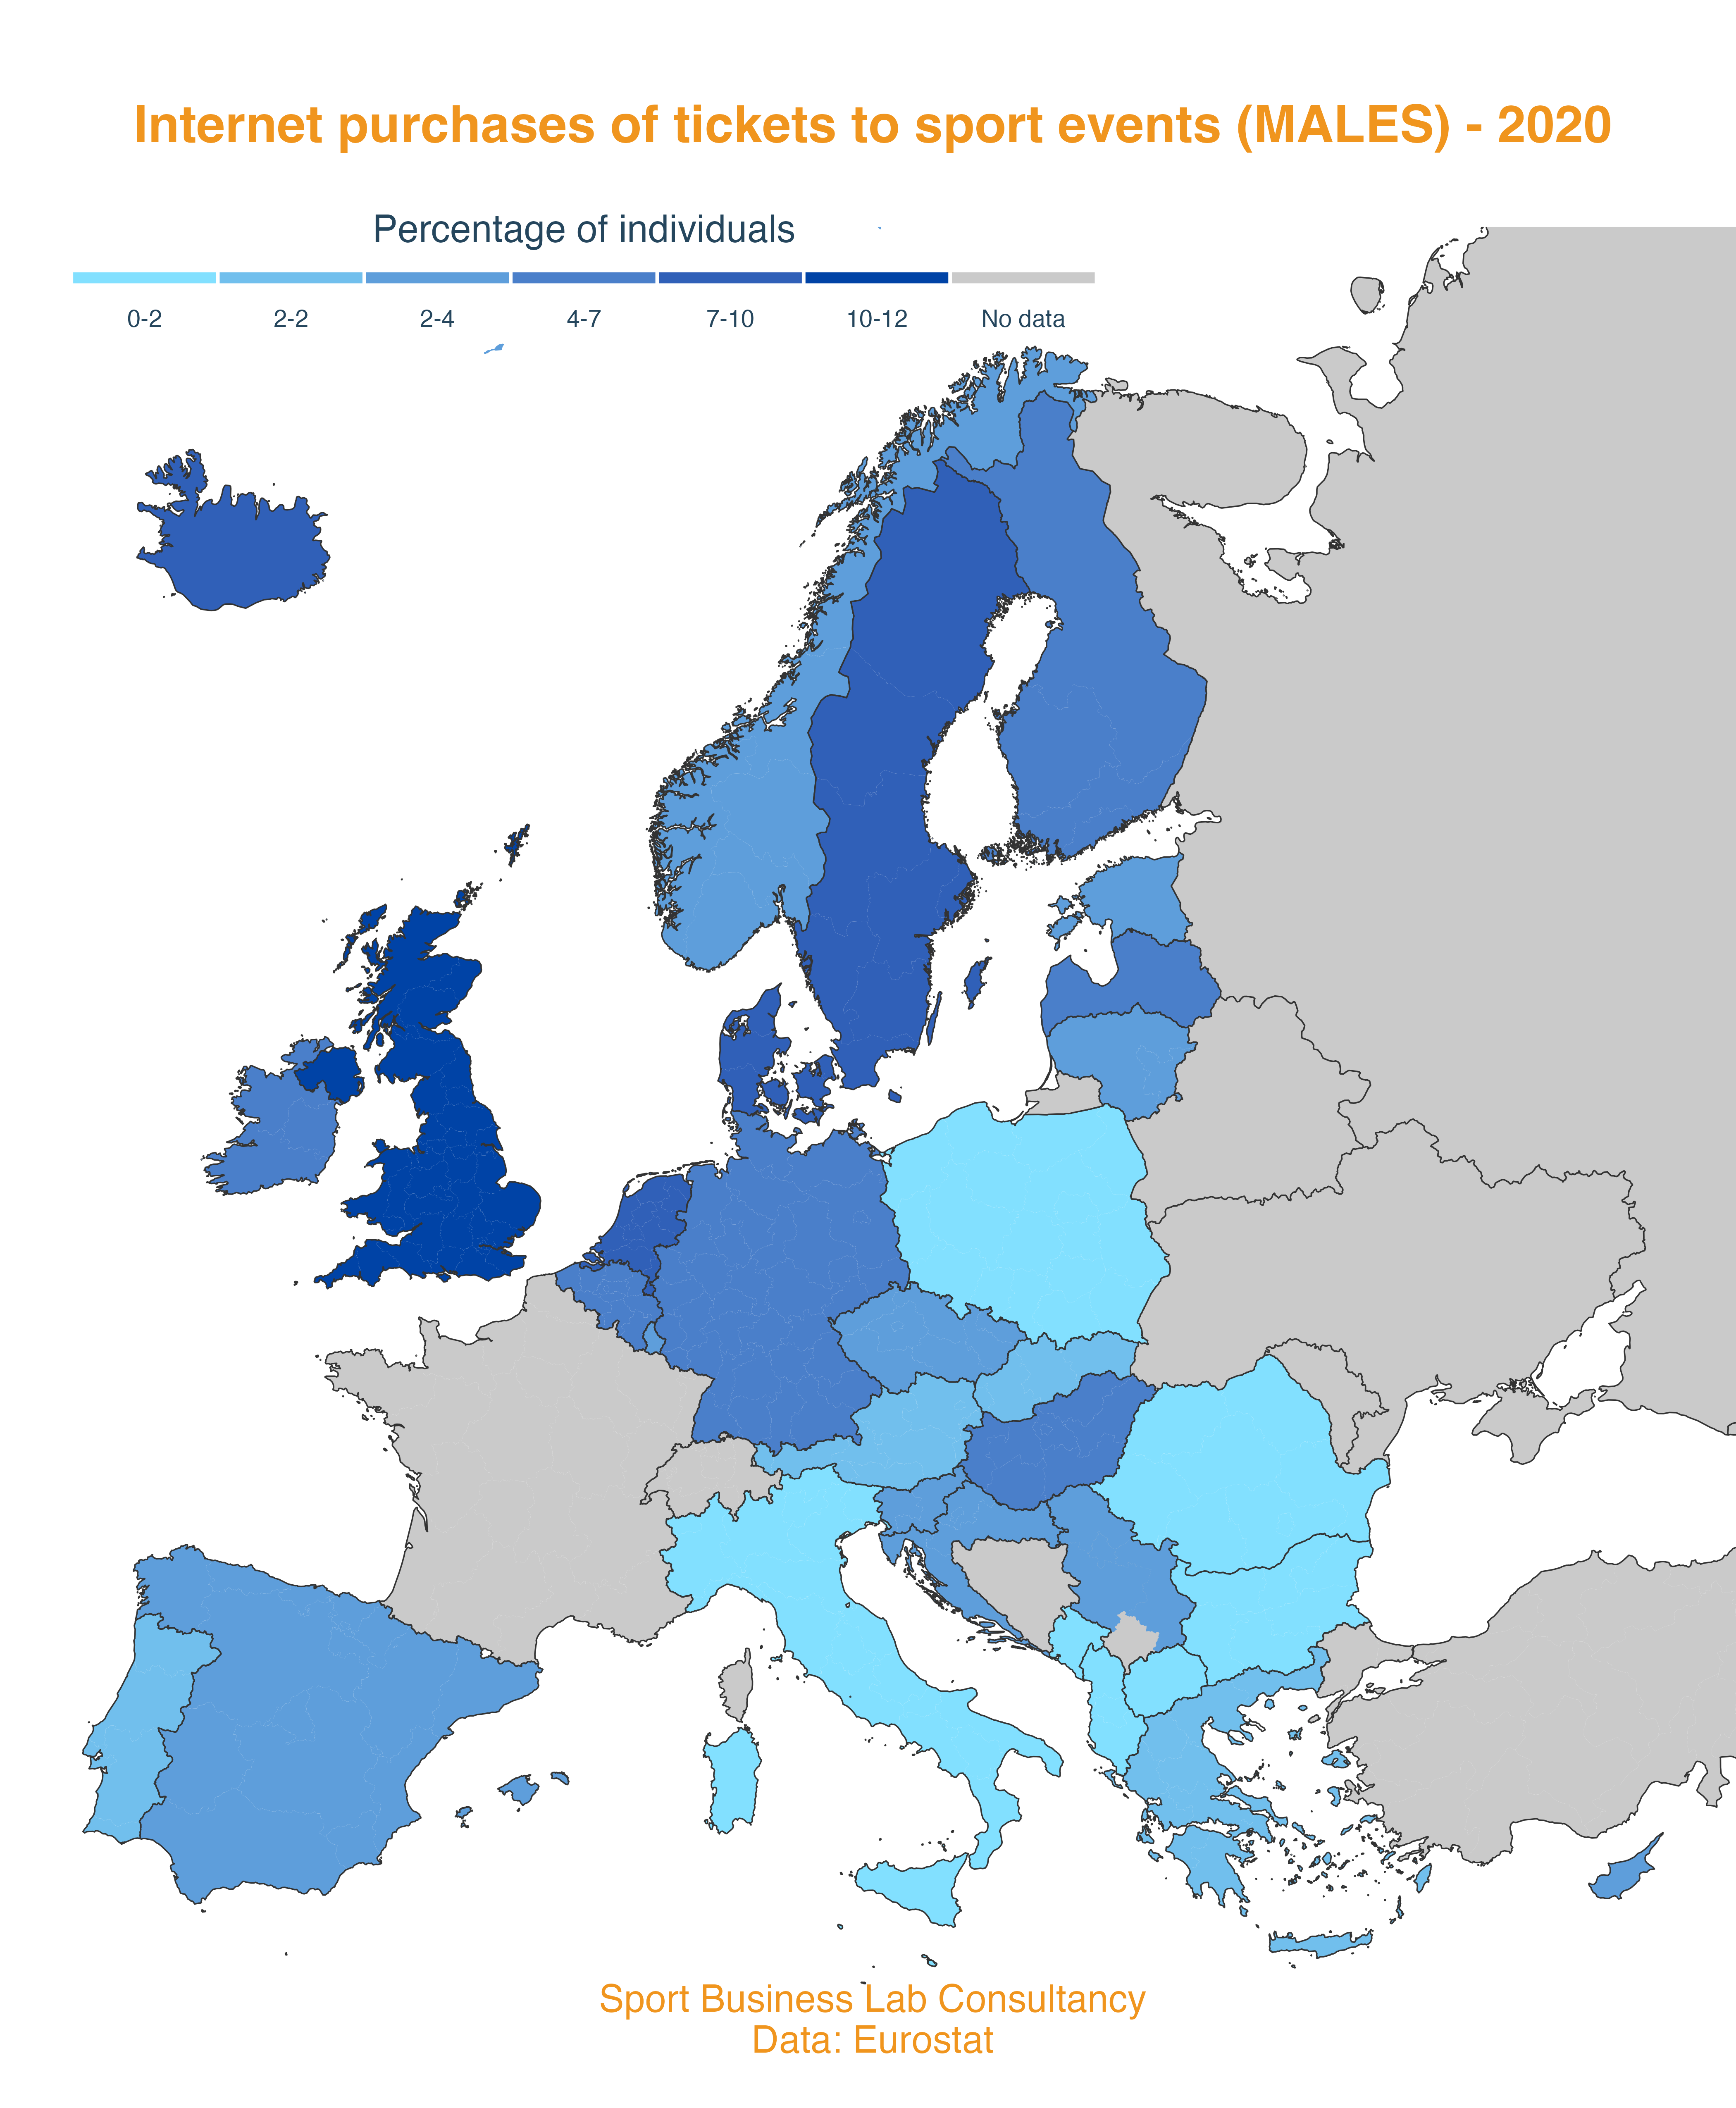 Internet purchases of tickets to sport events (MALES) - 2020
Percentage of individuals
0-2 2-2 2-4 4-7 7-10 10-12 No data
Sport Business Lab Consultancy
Data: Eurostat